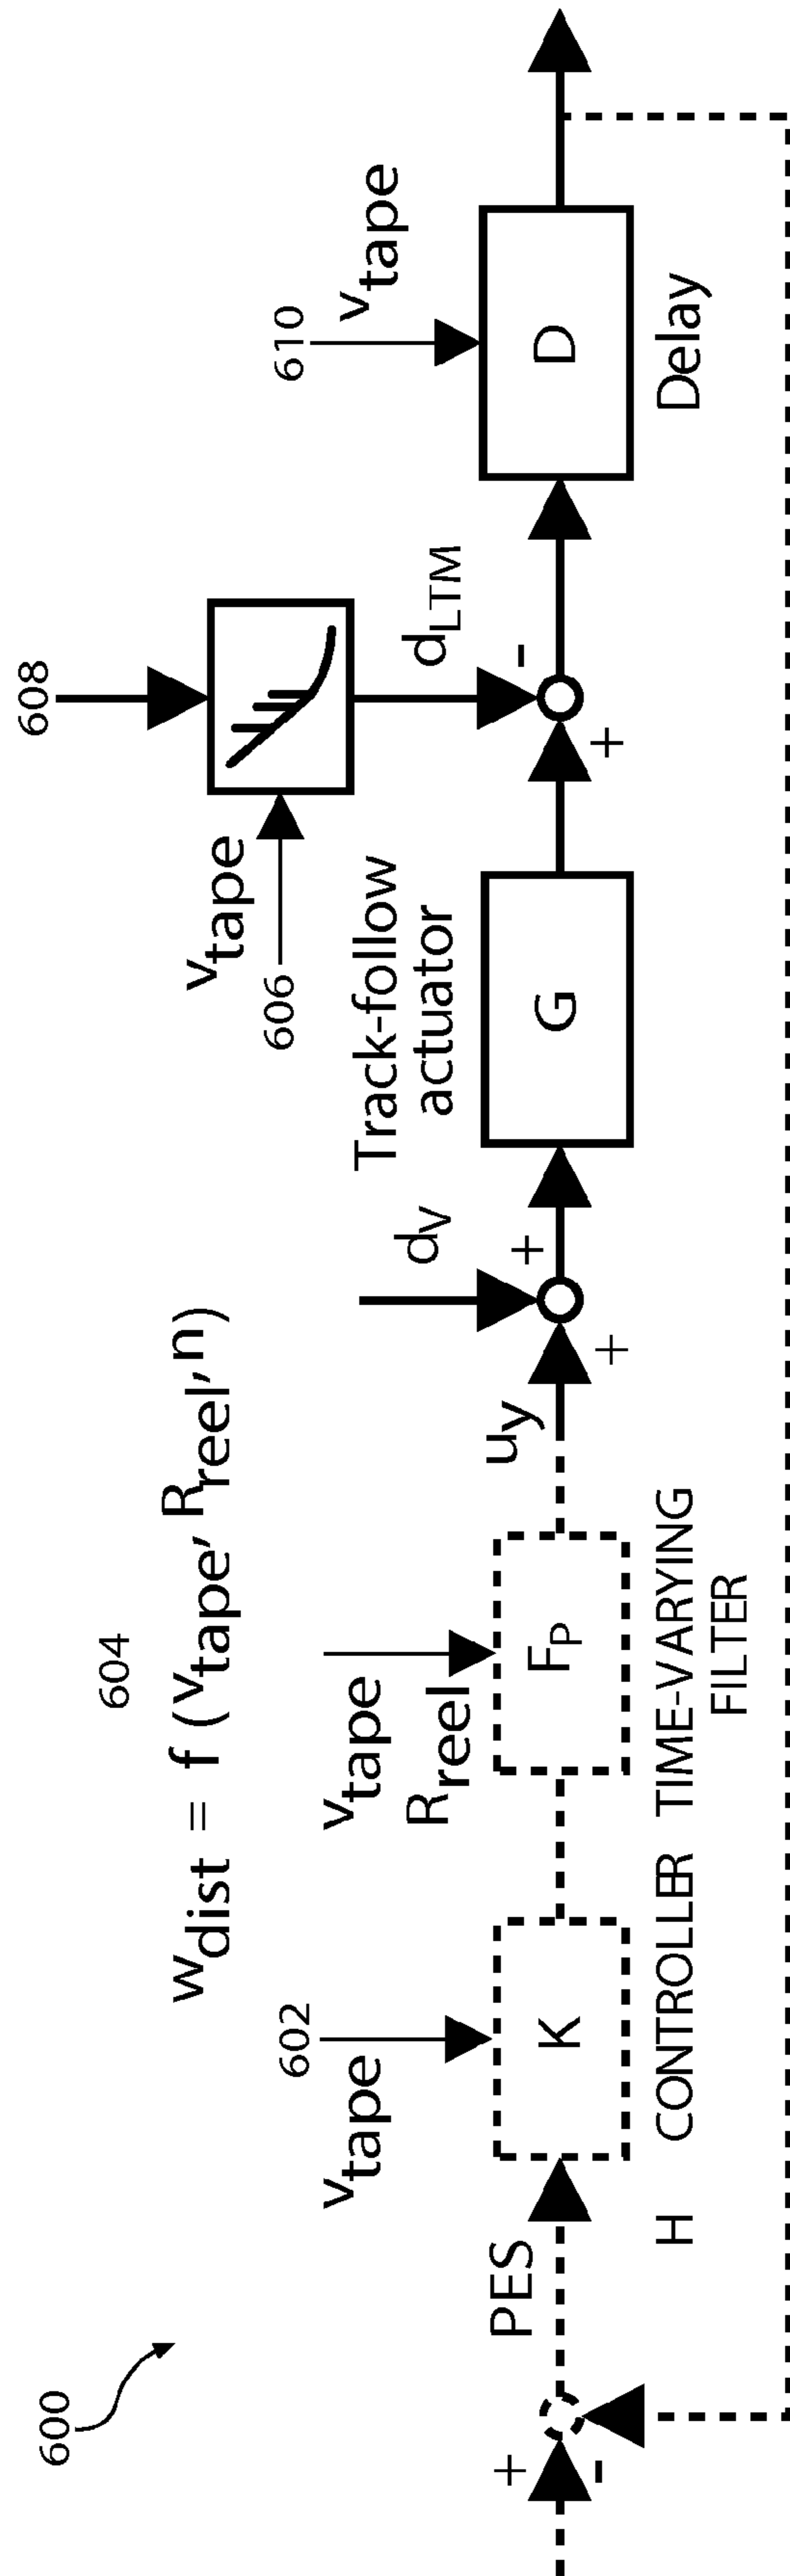 600
604
w_dist = f (v_tape, R_reel, n)
608
606
v_tape
610
v_tape
602
v_tape
v_tape
R_reel
Track-follow
actuator
d_V
d_LTM
+
-
PES
K
F_P
u_y
+
+
G
+
-
D
H CONTROLLER
TIME-VARYING
FILTER
Delay
+